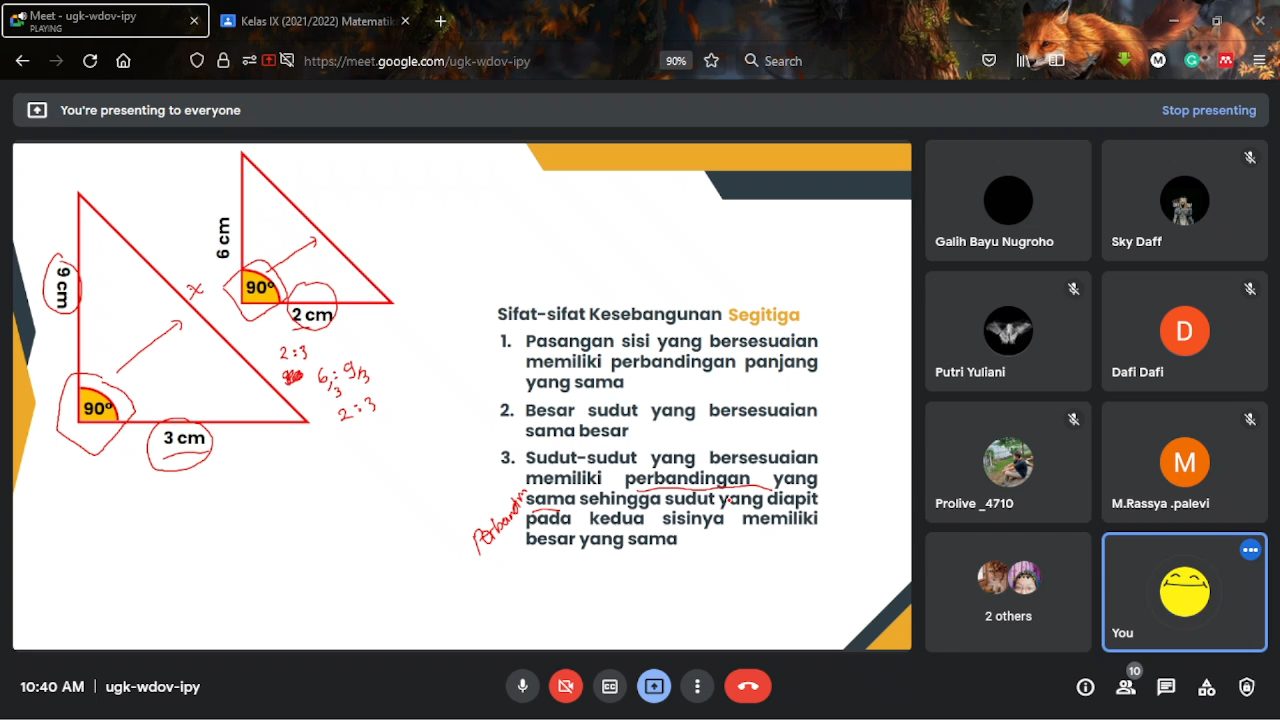 Meet - ugk-wdov-ipy
PLAYING
Kelas IX (2021/2022) Matematik
https://meet.google.com/ugk-wdov-ipy
90%
Search
You're presenting to everyone
Stop presenting
6 cm
90°
2 cm
9 cm
x
90°
3 cm
2:3
6/3 : 9/3
2:3
Sifat-sifat Kesebangunan Segitiga
1. Pasangan sisi yang bersesuaian
memiliki perbandingan panjang
yang sama
2. Besar sudut yang bersesuaian
sama besar
3. Sudut-sudut yang bersesuaian
memiliki perbandingan yang
sama sehingga sudut yang diapit
pada kedua sisinya memiliki
besar yang sama
Galih Bayu Nugroho
Sky Daff
Putri Yuliani
D
Dafi Dafi
Prolive _4710
M
M.Rassya .palevi
2 others
You
10:40 AM | ugk-wdov-ipy
10